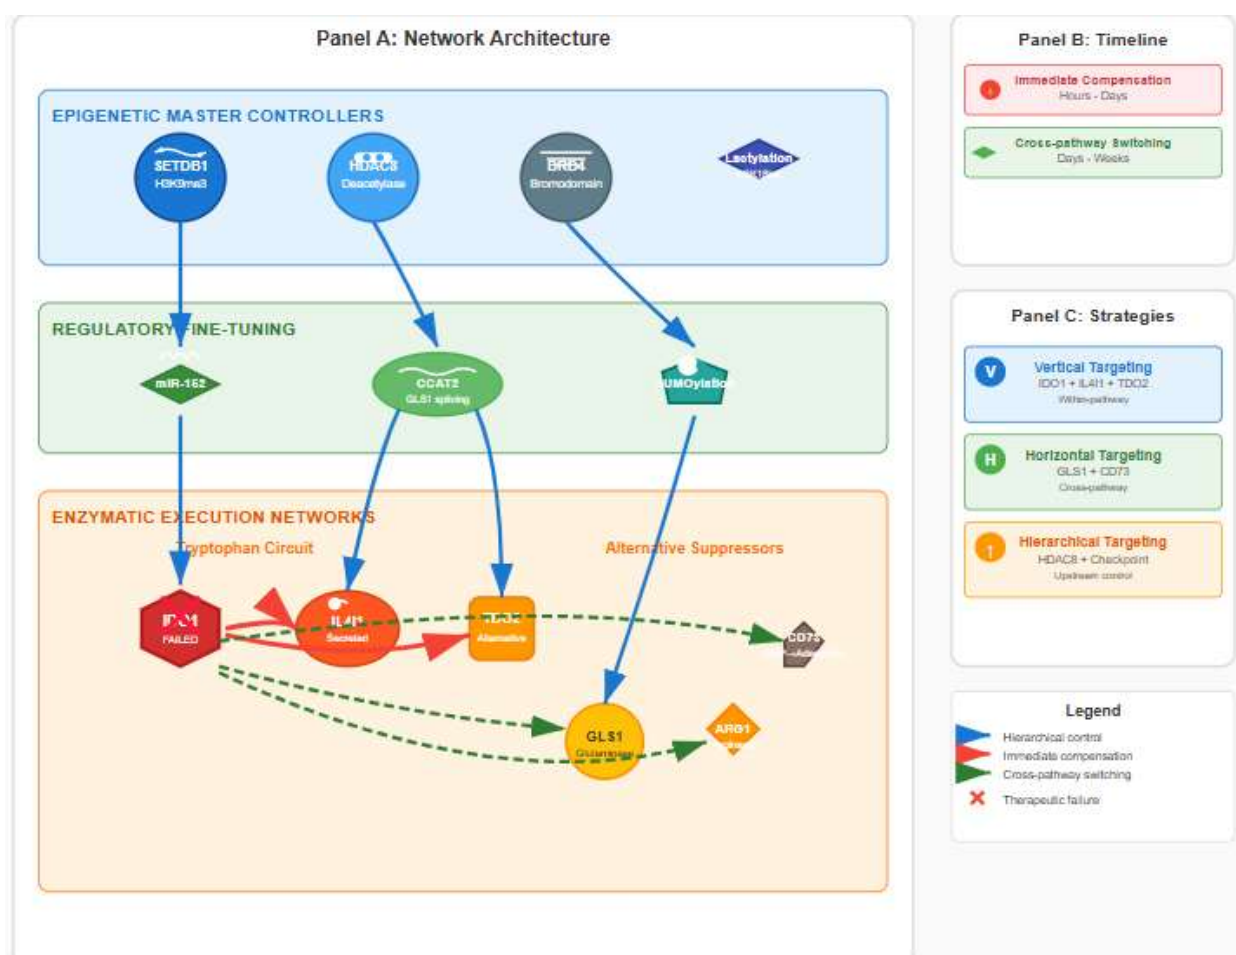 Panel A: Network Architecture
EPIGENETIC MASTER CONTROLLERS
SETDB1
H3K9me3
HDAC8
Deacetylase
BRD4
Bromodomain
Lactylation
REGULATORY FINE-TUNING
miR-152
CCAT2
GLS1 splicing
SUMOylation
ENZYMATIC EXECUTION NETWORKS
Tryptophan Circuit
Alternative Suppressors
IDO1
FAILED
IL4I1
Secreted
TDO2
Alternative
CD73
GLS1
Glutaminase
ARG1
Panel B: Timeline
Immediate Compensation
Hours - Days
Cross-pathway Switching
Days - Weeks
Panel C: Strategies
V
Vertical Targeting
IDO1 + IL4I1 + TDO2
Within-pathway
H
Horizontal Targeting
GLS1 + CD73
Cross-pathway
↑
Hierarchical Targeting
HDAC8 + Checkpoint
Upstream control
Legend
Hierarchical control
Immediate compensation
Cross-pathway switching
Therapeutic failure